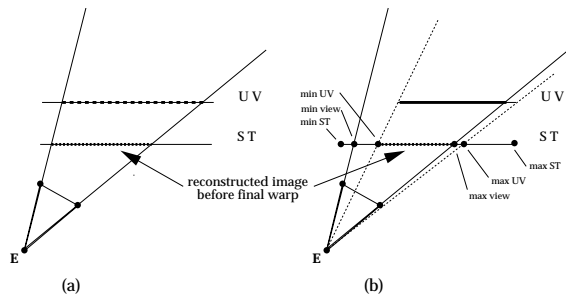 U V
S T
reconstructed image
before final warp
E
(a)
min UV
min view
min ST
U V
S T
max ST
max UV
max view
E
(b)